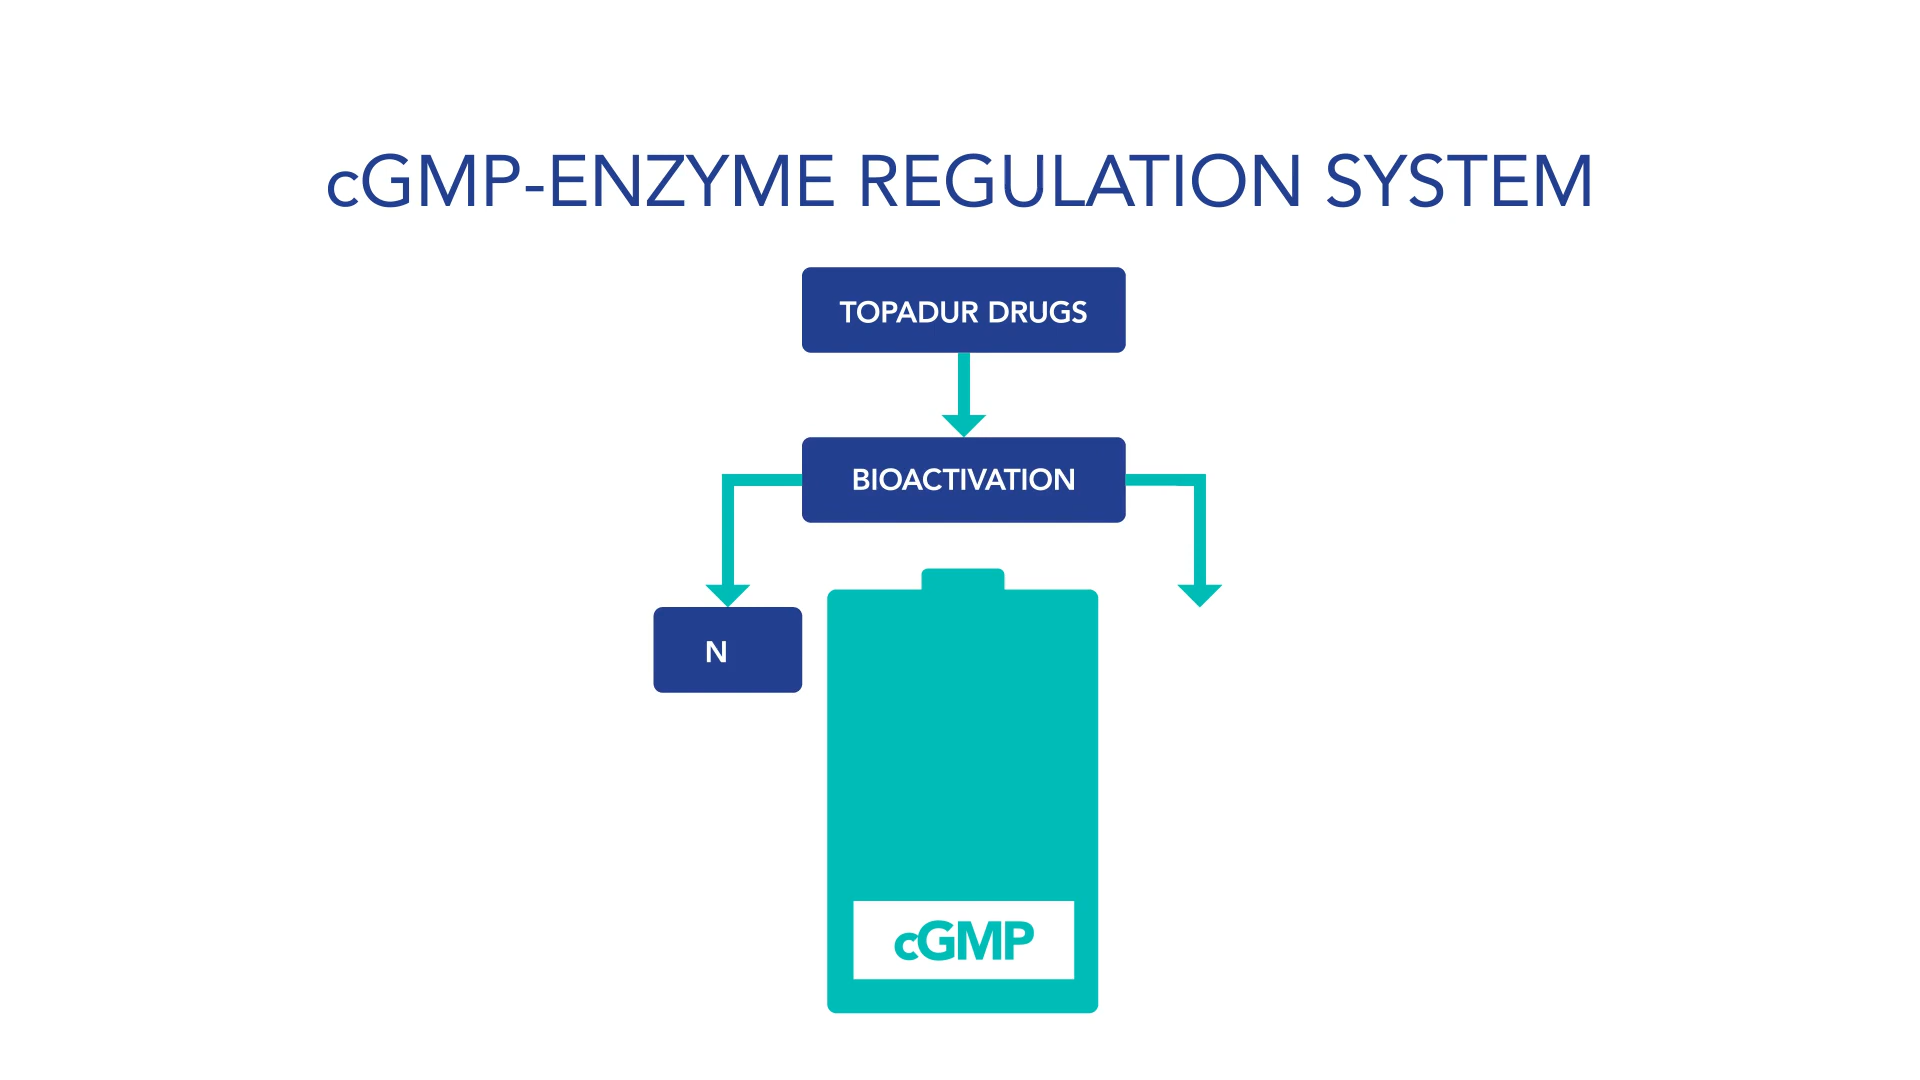 cGMP-ENZYME REGULATION SYSTEM
TOPADUR DRUGS
BIOACTIVATION
N
cGMP